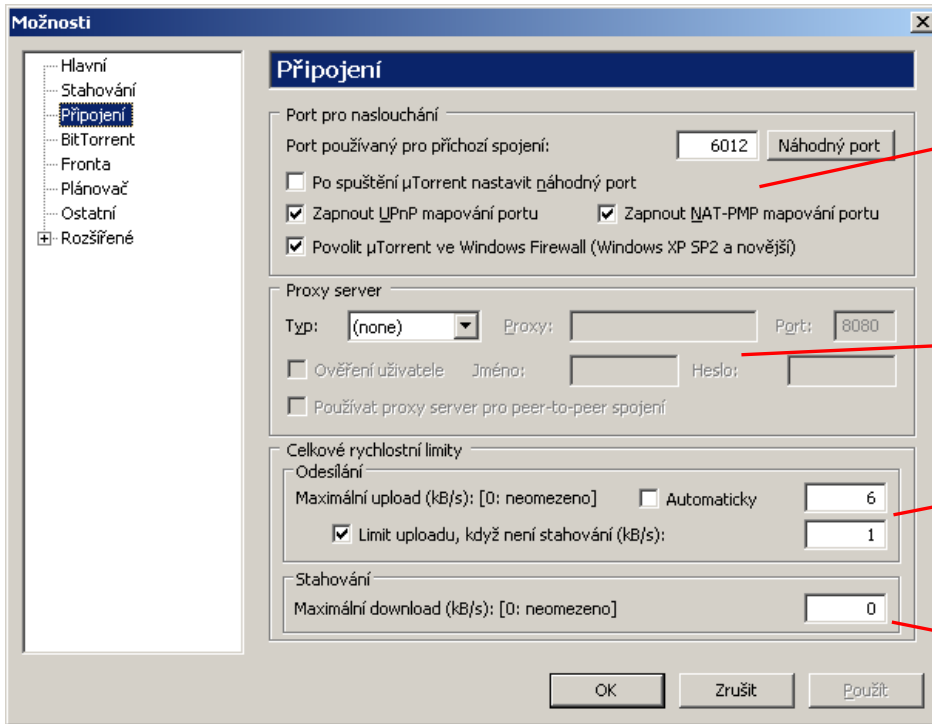 Možnosti
Hlavní
Stahování
Připojení
BitTorrent
Fronta
Plánovač
Ostatní
Rozšířené
Připojení
Port pro naslouchání
Port používaný pro příchozí spojení: 6012 Náhodný port
Po spuštění µTorrent nastavit náhodný port
Zapnout UPnP mapování portu Zapnout NAT-PMP mapování portu
Povolit µTorrent ve Windows Firewall (Windows XP SP2 a novější)
Proxy server
Typ: (none) Proxy: Port: 8080
Ověření uživatele Jméno: Heslo:
Používat proxy server pro peer-to-peer spojení
Celkové rychlostní limity
Odesílání
Maximální upload (kB/s): [0: neomezeno] Automaticky 6
Limit uploadu, když není stahování (kB/s): 1
Stahování
Maximální download (kB/s): [0: neomezeno] 0
OK Zrušit Použít